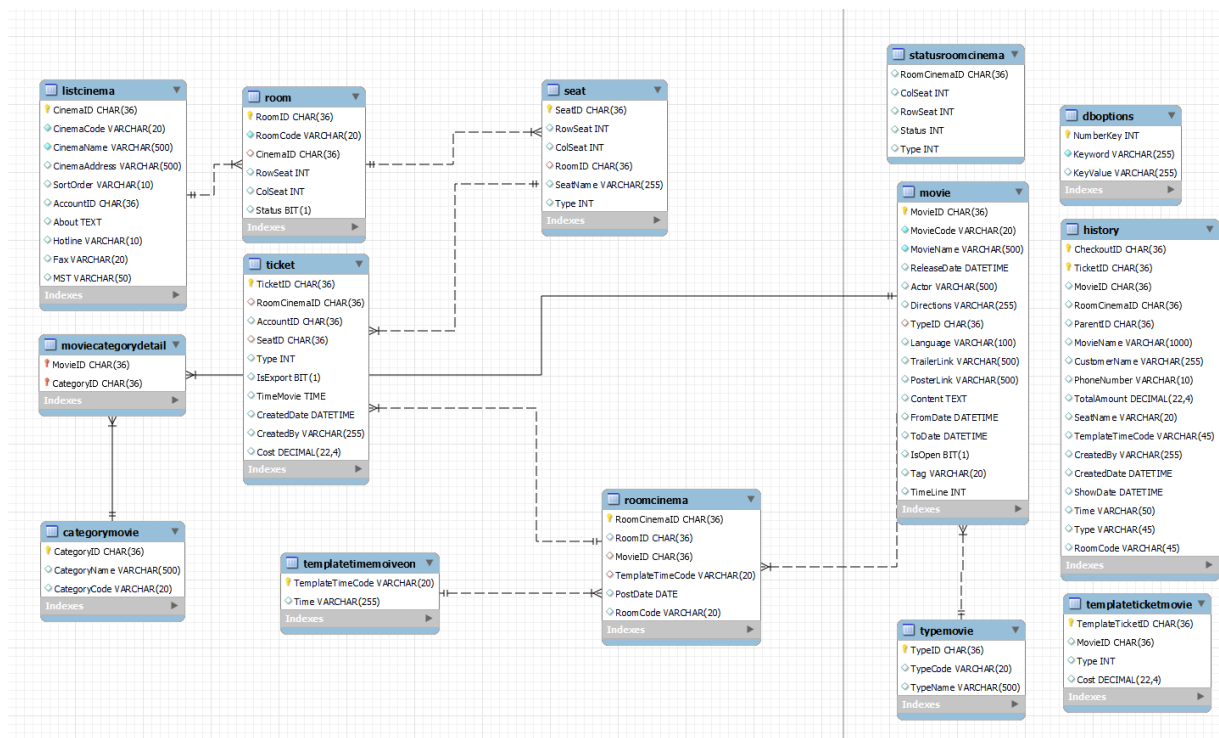 listcinema
CinemaID CHAR(36)
CinemaCode VARCHAR(20)
CinemaName VARCHAR(500)
CinemaAddress VARCHAR(500)
SortOrder VARCHAR(10)
AccountID CHAR(36)
About TEXT
Hotline VARCHAR(10)
Fax VARCHAR(20)
MST VARCHAR(50)
Indexes
room
RoomID CHAR(36)
RoomCode VARCHAR(20)
CinemaID CHAR(36)
RowSeat INT
ColSeat INT
Status BIT(1)
Indexes
seat
SeatID CHAR(36)
RowSeat INT
ColSeat INT
RoomID CHAR(36)
SeatName VARCHAR(255)
Type INT
Indexes
statusroomcinema
RoomCinemaID CHAR(36)
ColSeat INT
RowSeat INT
Status INT
Type INT
dboptions
NumberKey INT
Keyword VARCHAR(255)
KeyValue VARCHAR(255)
Indexes
ticket
TicketID CHAR(36)
RoomCinemaID CHAR(36)
AccountID CHAR(36)
SeatID CHAR(36)
Type INT
IsExport BIT(1)
TimeMovie TIME
CreatedDate DATETIME
CreatedBy VARCHAR(255)
Cost DECIMAL(22,4)
Indexes
movie
MovieID CHAR(36)
MovieCode VARCHAR(20)
MovieName VARCHAR(500)
ReleaseDate DATETIME
Actor VARCHAR(500)
Directions VARCHAR(255)
TypeID CHAR(36)
Language VARCHAR(100)
TrailerLink VARCHAR(500)
PosterLink VARCHAR(500)
Content TEXT
FromDate DATETIME
ToDate DATETIME
IsOpen BIT(1)
Tag VARCHAR(20)
TimeLine INT
Indexes
history
CheckoutID CHAR(36)
TicketID CHAR(36)
MovieID CHAR(36)
RoomCinemaID CHAR(36)
ParentID CHAR(36)
MovieName VARCHAR(1000)
CustomerName VARCHAR(255)
PhoneNumber VARCHAR(10)
TotalAmount DECIMAL(22,4)
SeatName VARCHAR(20)
TemplateTimeCode VARCHAR(45)
CreatedBy VARCHAR(255)
CreatedDate DATETIME
ShowDate DATETIME
Time VARCHAR(50)
Type VARCHAR(45)
RoomCode VARCHAR(45)
Indexes
moviecategorydetail
MovieID CHAR(36)
CategoryID CHAR(36)
Indexes
categorymovie
CategoryID CHAR(36)
CategoryName VARCHAR(500)
CategoryCode VARCHAR(20)
Indexes
templatetimemoiveon
TemplateTimeCode VARCHAR(20)
Time VARCHAR(255)
Indexes
roomcinema
RoomCinemaID CHAR(36)
RoomID CHAR(36)
MovieID CHAR(36)
TemplateTimeCode VARCHAR(20)
PostDate DATE
RoomCode VARCHAR(20)
Indexes
typemovie
TypeID CHAR(36)
TypeCode VARCHAR(20)
TypeName VARCHAR(500)
Indexes
templateticketmovie
TemplateTicketID CHAR(36)
MovieID CHAR(36)
Type INT
Cost DECIMAL(22,4)
Indexes